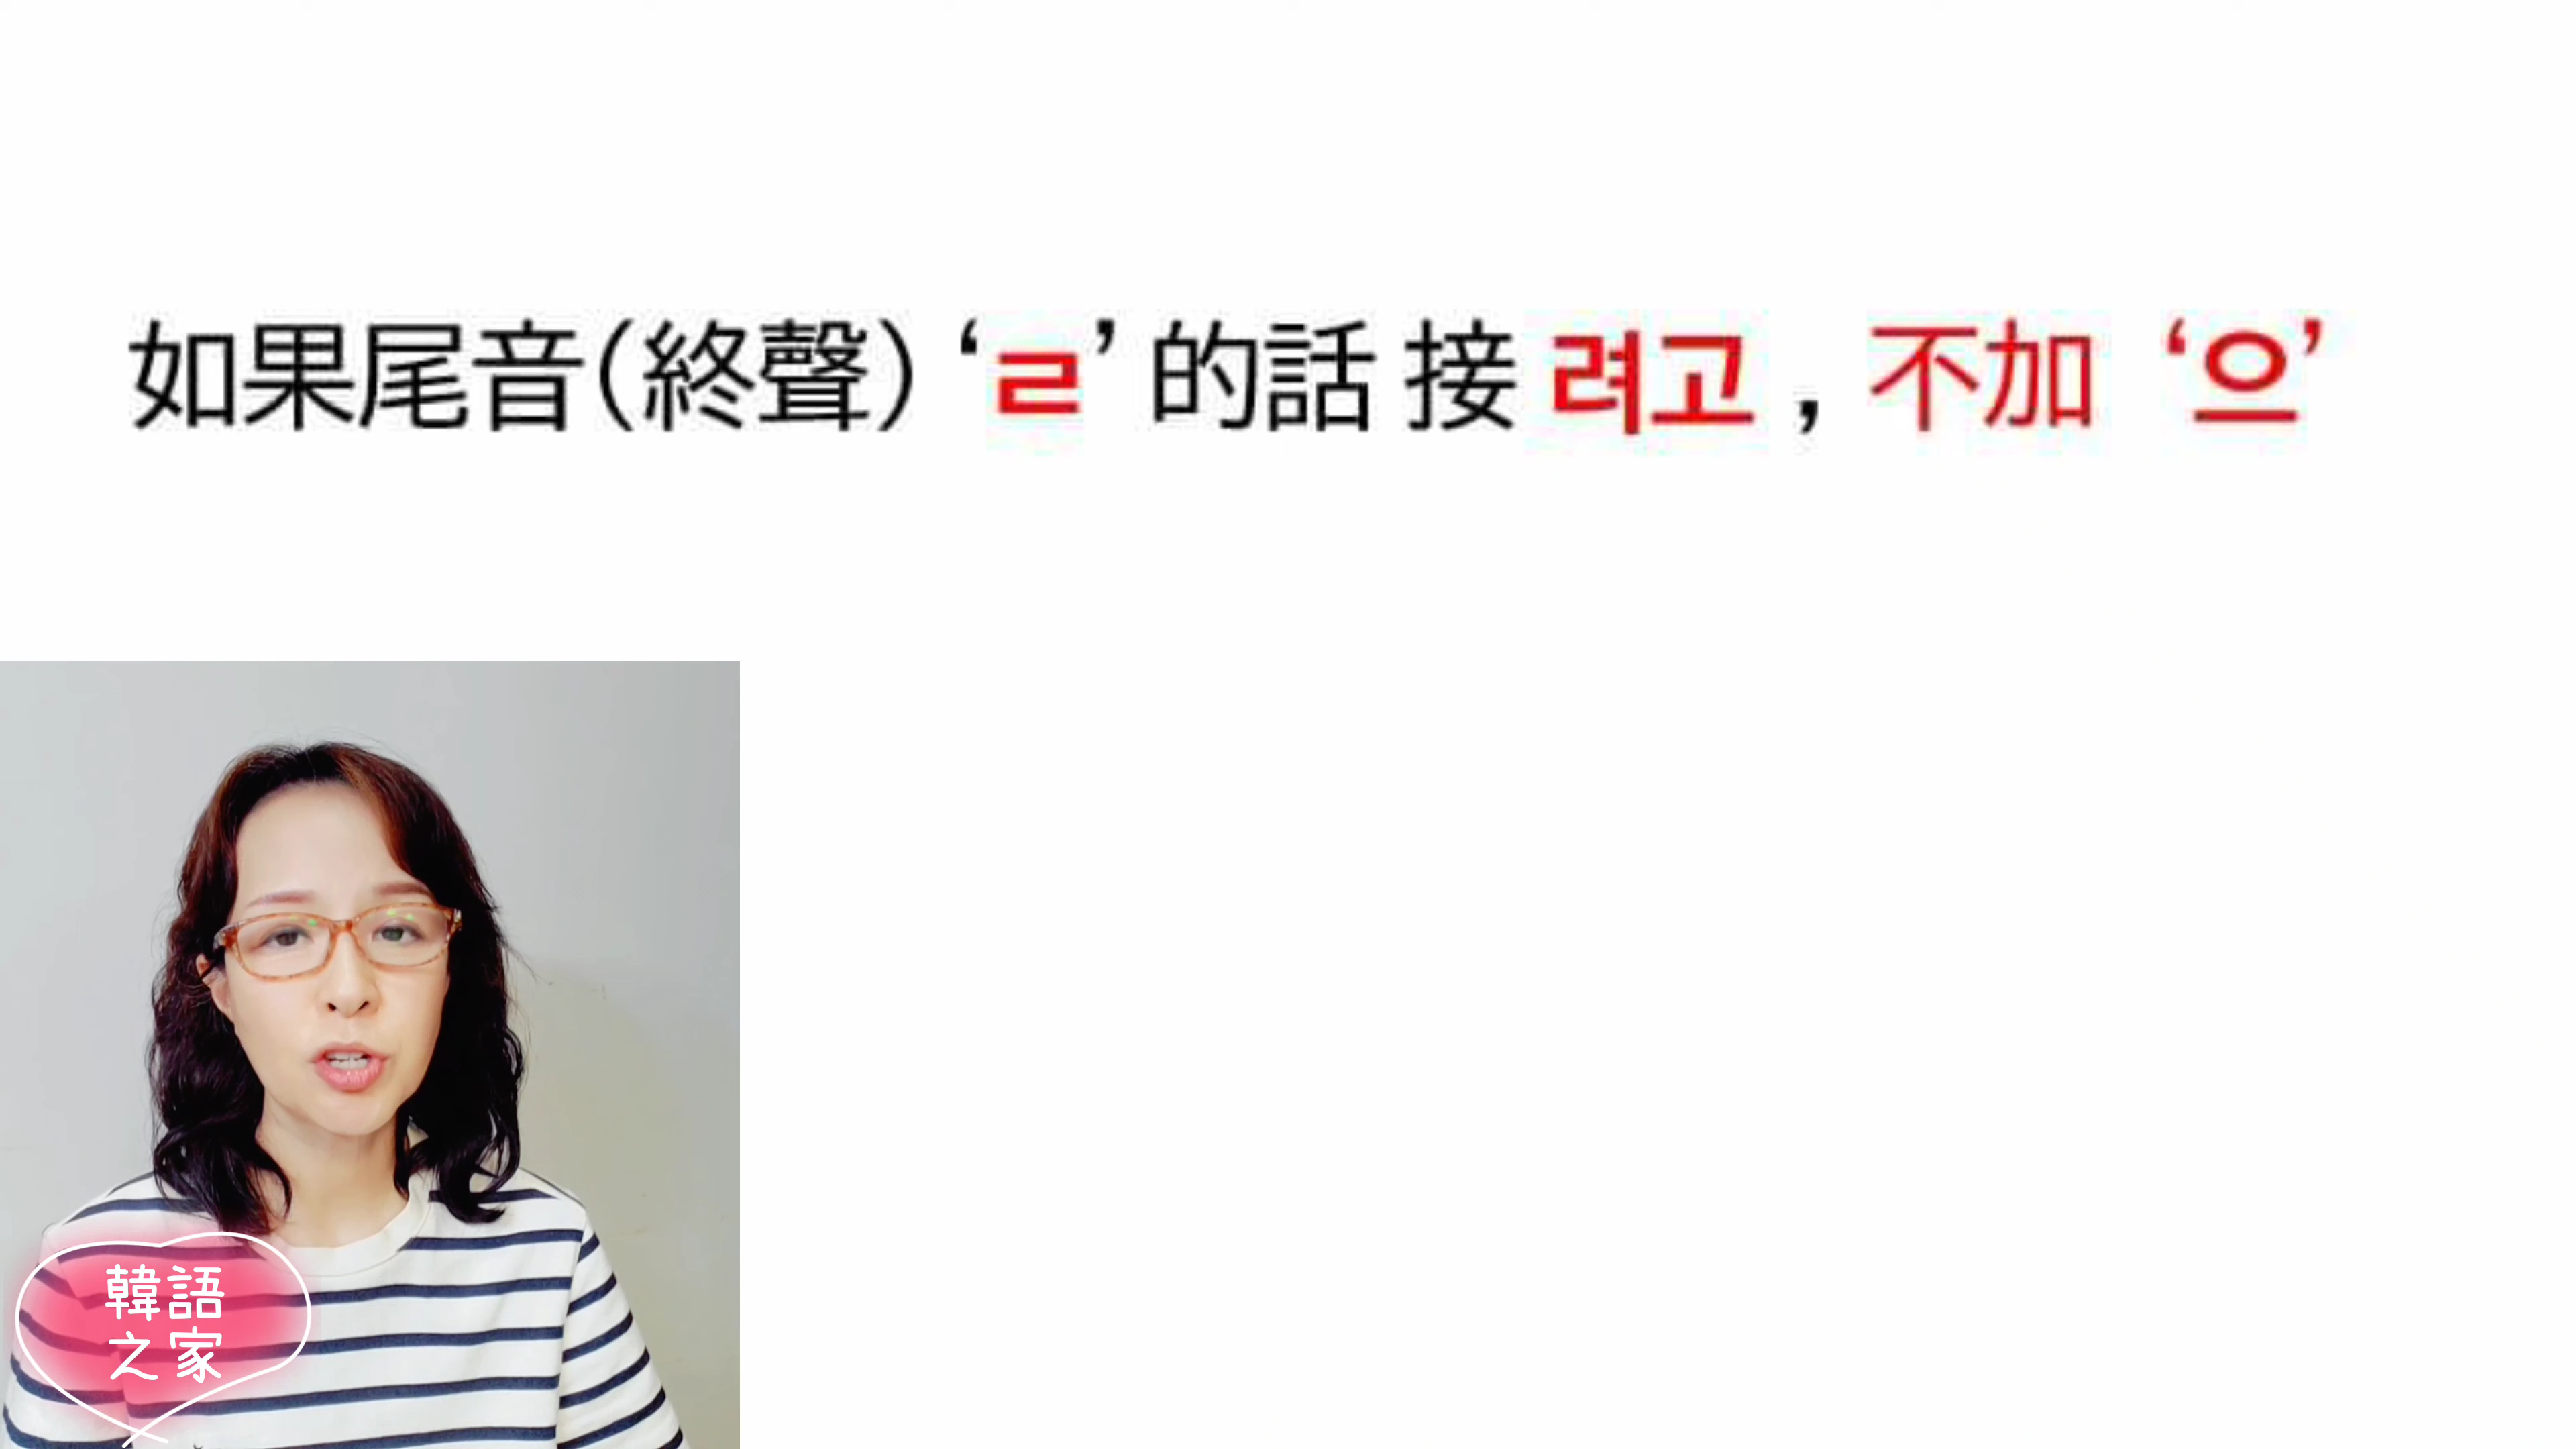 如果尾音(終聲) ‘ㄹ’ 的話 接 려고 , 不加 ‘으’
韓語
之家